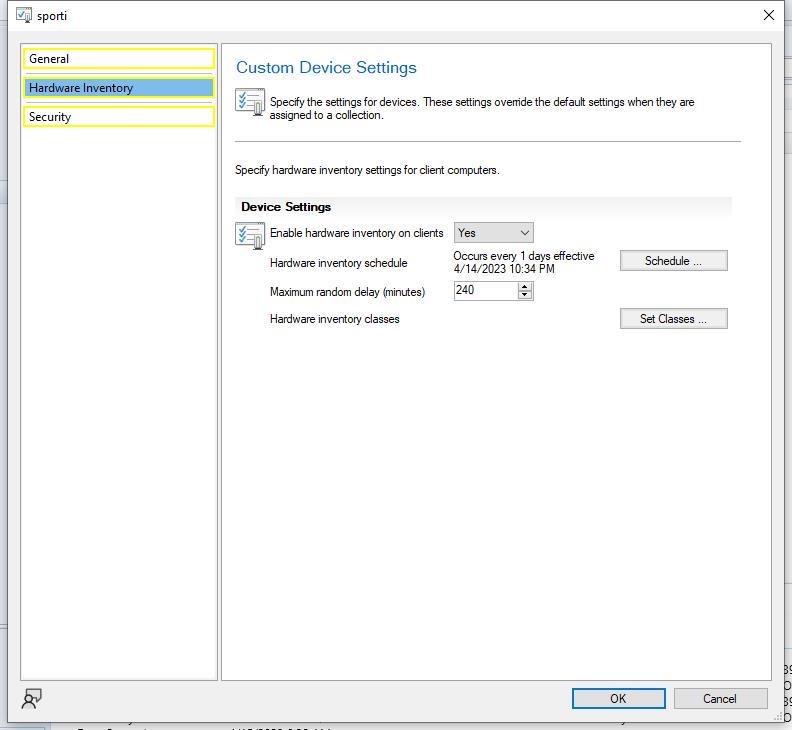 sporti
General
Hardware Inventory
Security
Custom Device Settings
Specify the settings for devices. These settings override the default settings when they are
assigned to a collection.
Specify hardware inventory settings for client computers.
Device Settings
Enable hardware inventory on clients
Yes
Hardware inventory schedule
Occurs every 1 days effective
4/14/2023 10:34 PM
Schedule ...
Maximum random delay (minutes)
240
Hardware inventory classes
Set Classes ...
OK
Cancel